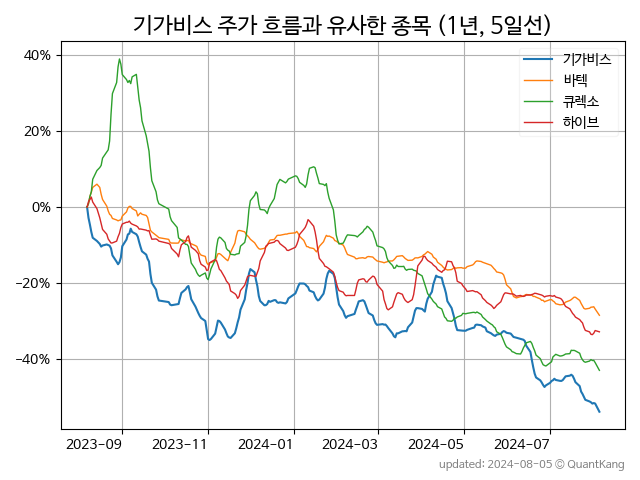 기가비스 주가 흐름과 유사한 종목 (1년, 5일선)
40%
20%
0%
−20%
−40%
기가비스
바텍
큐렉소
하이브
2023-09 2023-11 2024-01 2024-03 2024-05 2024-07
updated: 2024-08-05 © QuantKang